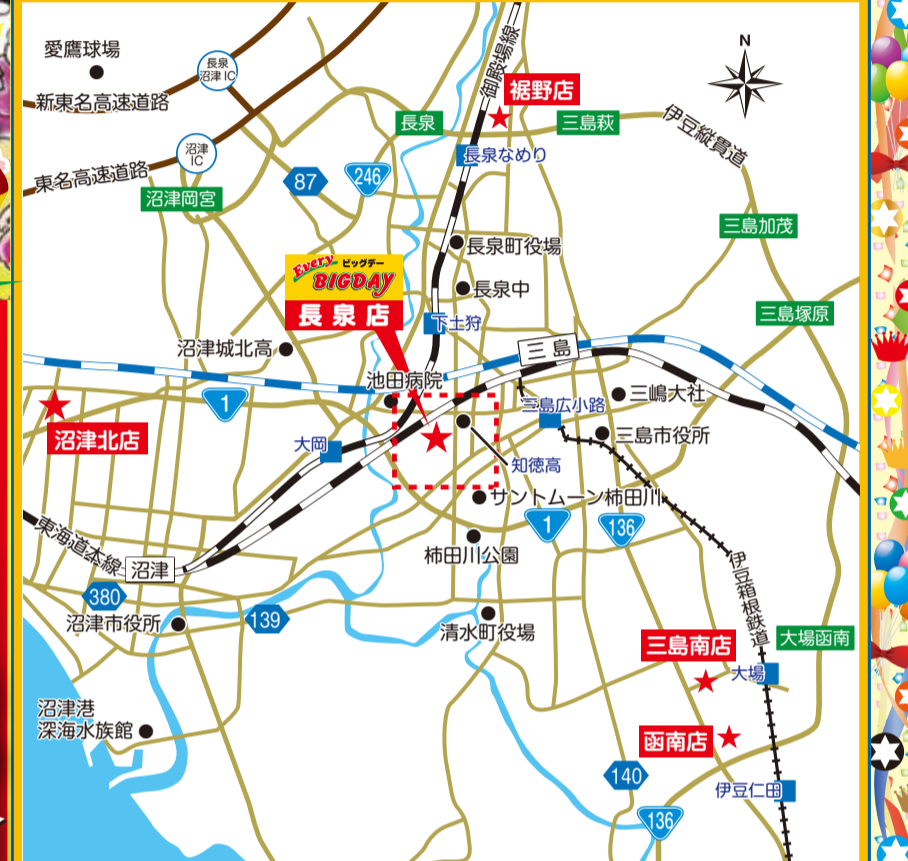 愛鷹球場
長泉
沼津 IC
新東名高速道路
御殿場線
裾野店
N
長泉
三島萩
伊豆縦貫道
沼津
IC
東名高速道路
沼津岡宮
87
246
長泉なめり
三島加茂
長泉町役場
Every ビッグデー
BIGDAY
長泉店
長泉中
三島塚原
下土狩
沼津城北高
三島
池田病院
1
三嶋大社
三島広小路
沼津北店
大岡
三島市役所
知徳高
サントムーン柿田川
1
136
東海道本線
沼津
柿田川公園
伊豆箱根鉄道
380
139
沼津市役所
清水町役場
三島南店
大場函南
大場
沼津港
深海水族館
函南店
140
伊豆仁田
136